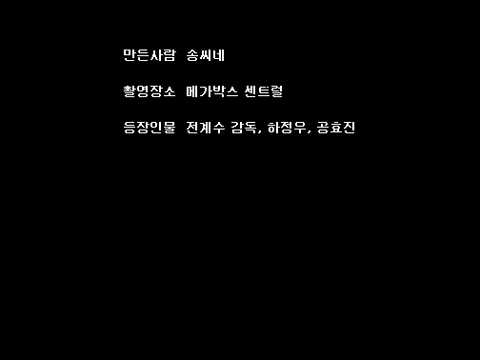 만든사람 송씨네
촬영장소 메가박스 센트럴
등장인물 전계수 감독, 하정우, 공효진